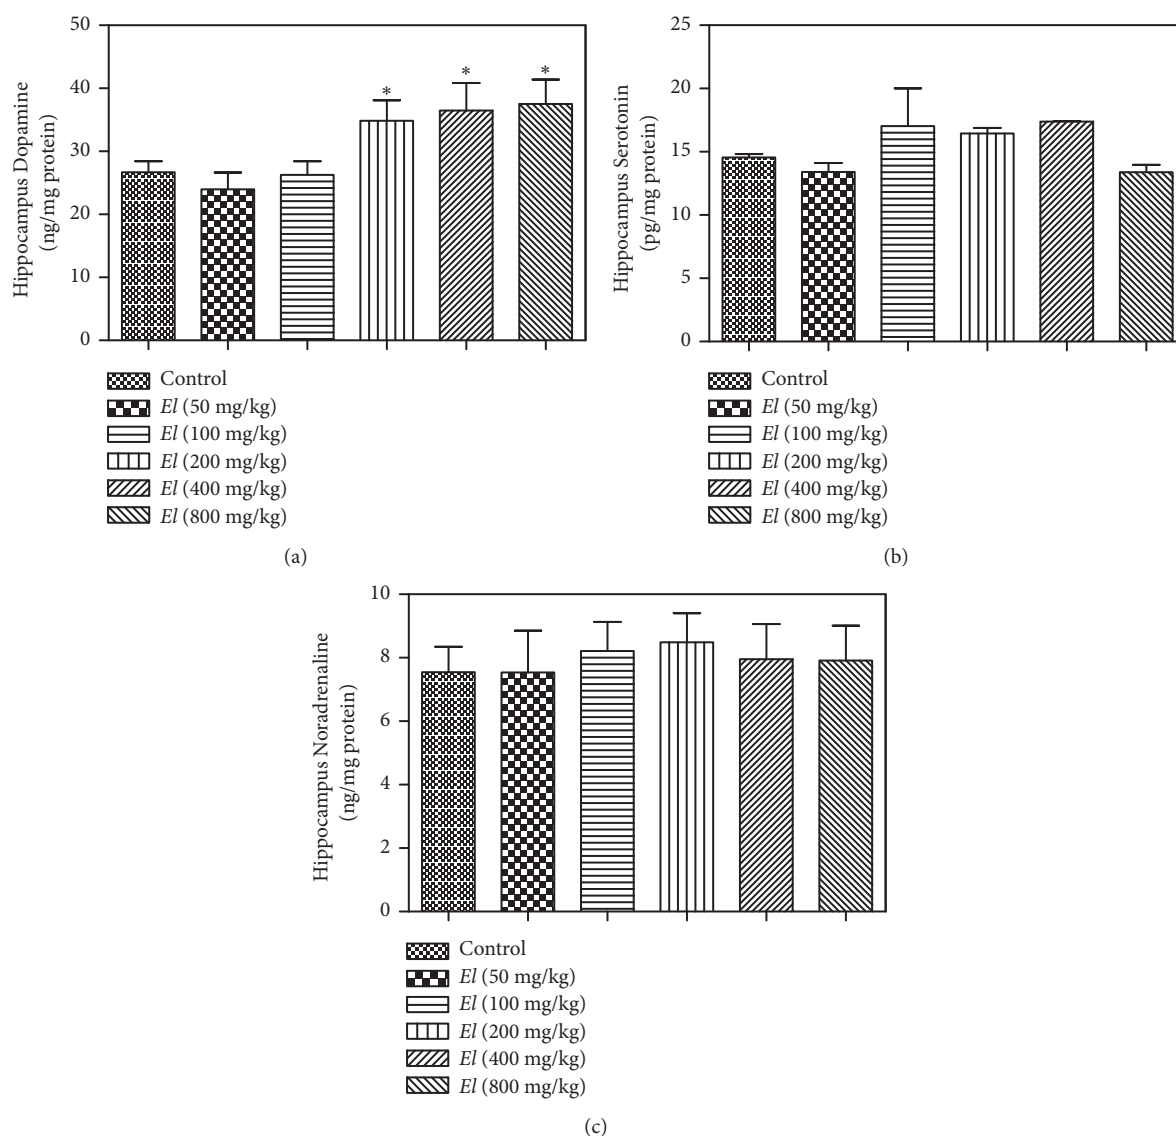 Hippocampus Dopamine
(ng/mg protein)
50
40
30
20
10
0
*
*
*
Control
El (50 mg/kg)
El (100 mg/kg)
El (200 mg/kg)
El (400 mg/kg)
El (800 mg/kg)
(a)
Hippocampus Serotonin
(pg/mg protein)
25
20
15
10
5
0
Control
El (50 mg/kg)
El (100 mg/kg)
El (200 mg/kg)
El (400 mg/kg)
El (800 mg/kg)
(b)
Hippocampus Noradrenaline
(ng/mg protein)
10
8
6
4
2
0
Control
El (50 mg/kg)
El (100 mg/kg)
El (200 mg/kg)
El (400 mg/kg)
El (800 mg/kg)
(c)